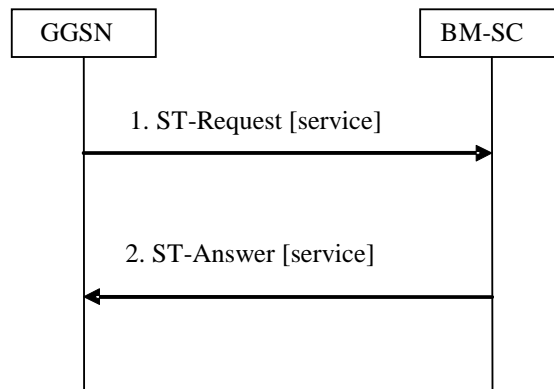 GGSN
BM-SC
1. ST-Request [service]
2. ST-Answer [service]